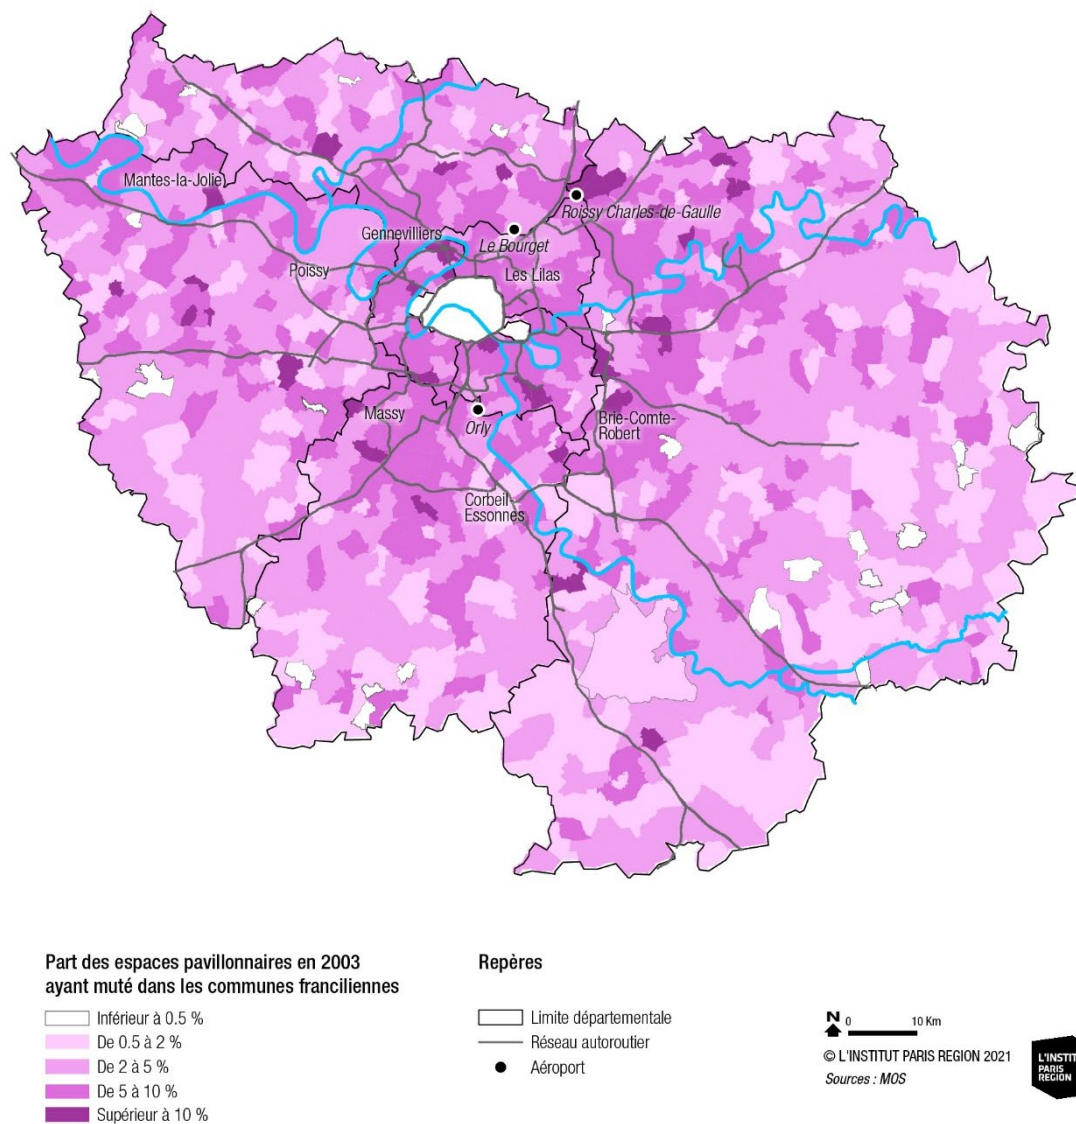 Mantes-la-Jolie
Roissy Charles-de-Gaulle
Gennevilliers
Le Bourget
Poissy
Les Lilas
Massy
Orly
Brie-Comte-
Robert
Corbeil-
Essonnes
Part des espaces pavillonnaires en 2003
ayant muté dans les communes franciliennes
Inférieur à 0.5 %
De 0.5 à 2 %
De 2 à 5 %
De 5 à 10 %
Supérieur à 10 %
Repères
Limite départementale
Réseau autoroutier
Aéroport
N
0 10 Km
© L'INSTITUT PARIS REGION 2021
Sources : MOS
L'INSTIT
PARIS
REGION